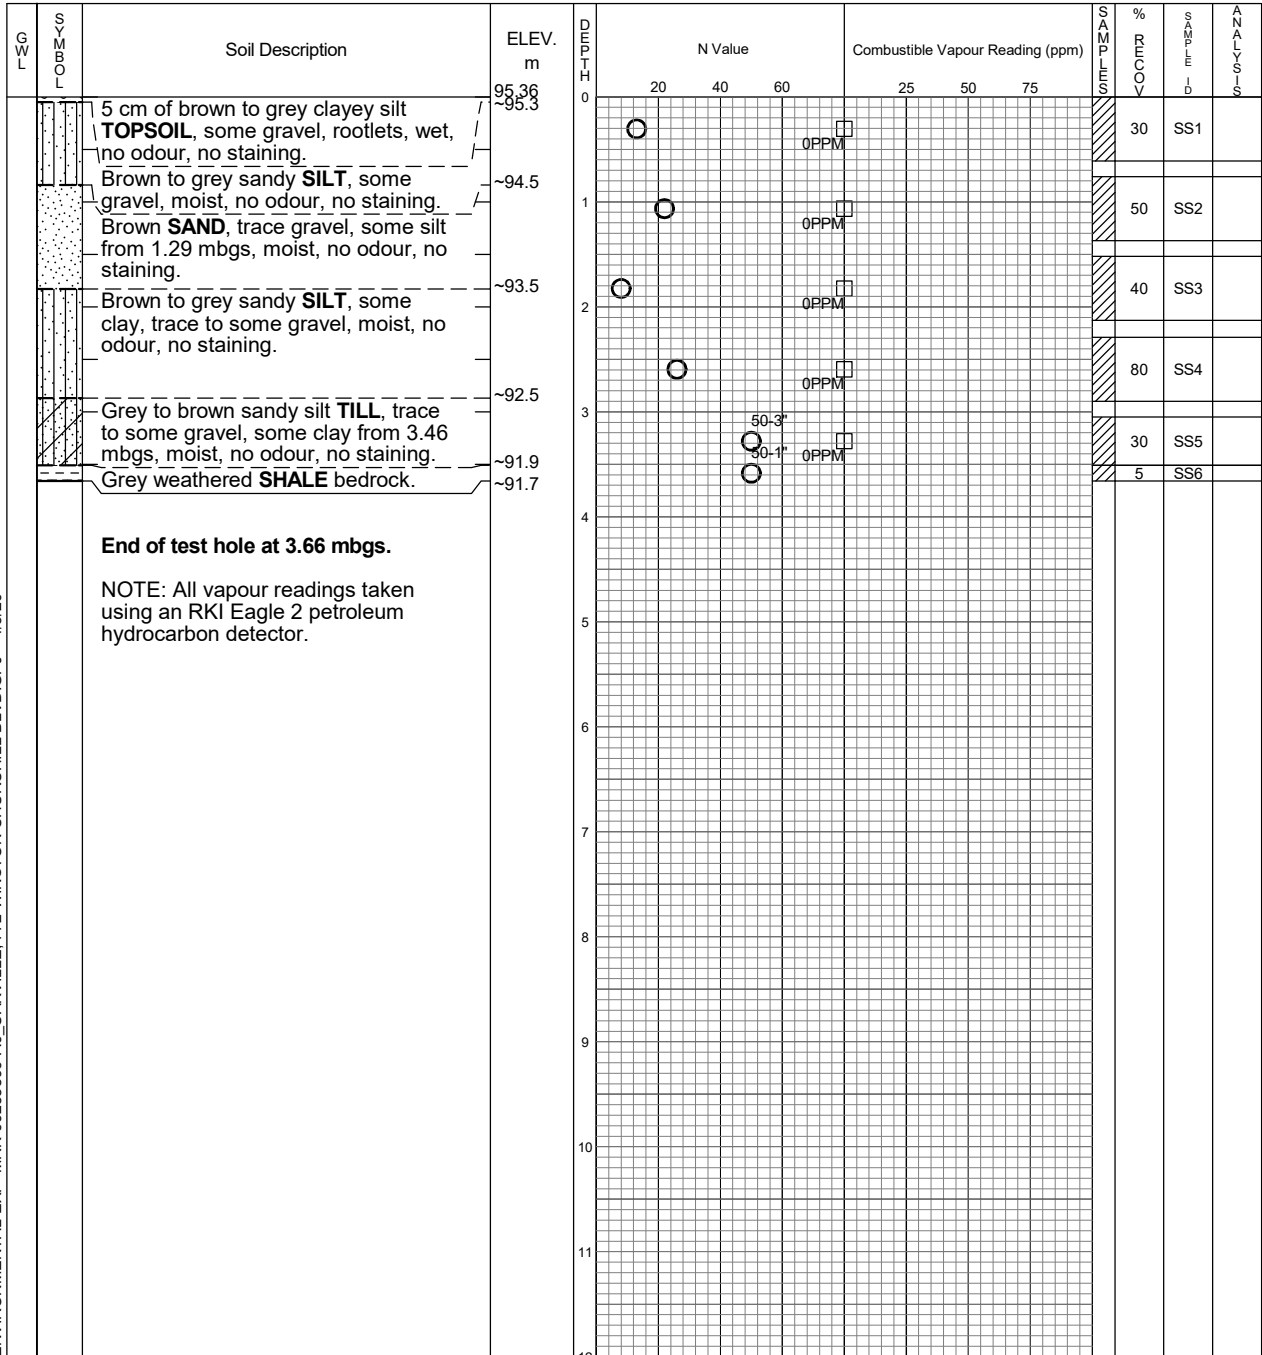 GWL
SYMBOL
Soil Description
ELEV.
m
DEPTH
N Value
Combustible Vapour Reading (ppm)
SAMPLES
%
RECOV
SAMPLE ID
ANALYSIS
20 40 60
25 50 75
95.36
~95.3
0
5 cm of brown to grey clayey silt
TOPSOIL, some gravel, rootlets, wet,
no odour, no staining.
0PPM
30 SS1
Brown to grey sandy SILT, some
gravel, moist, no odour, no staining.
~94.5
1
0PPM
50 SS2
Brown SAND, trace gravel, some silt
from 1.29 mbgs, moist, no odour, no
staining.
~93.5
0PPM
40 SS3
Brown to grey sandy SILT, some
clay, trace to some gravel, moist, no
odour, no staining.
2
0PPM
80 SS4
~92.5
Grey to brown sandy silt TILL, trace
to some gravel, some clay from 3.46
mbgs, moist, no odour, no staining.
3
50-3"
50-1"
0PPM
30 SS5
~91.9
Grey weathered SHALE bedrock.
~91.7
5 SS6
4
End of test hole at 3.66 mbgs.
NOTE: All vapour readings taken
using an RKI Eagle 2 petroleum
hydrocarbon detector.
5
6
7
8
9
10
11